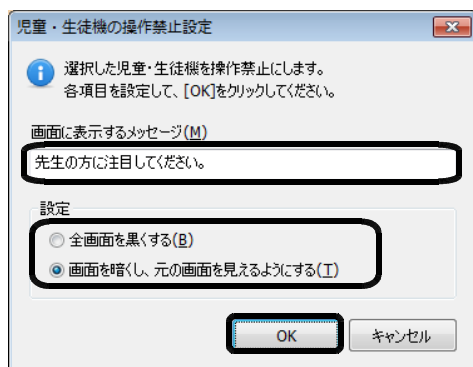 児童・生徒機の操作禁止設定
選択した児童・生徒機を操作禁止にします。
各項目を設定して、[OK]をクリックしてください。
画面に表示するメッセージ(M)
先生の方に注目してください。
設定
全画面を黒くする(B)
画面を暗くし、元の画面を見えるようにする(T)
OK キャンセル